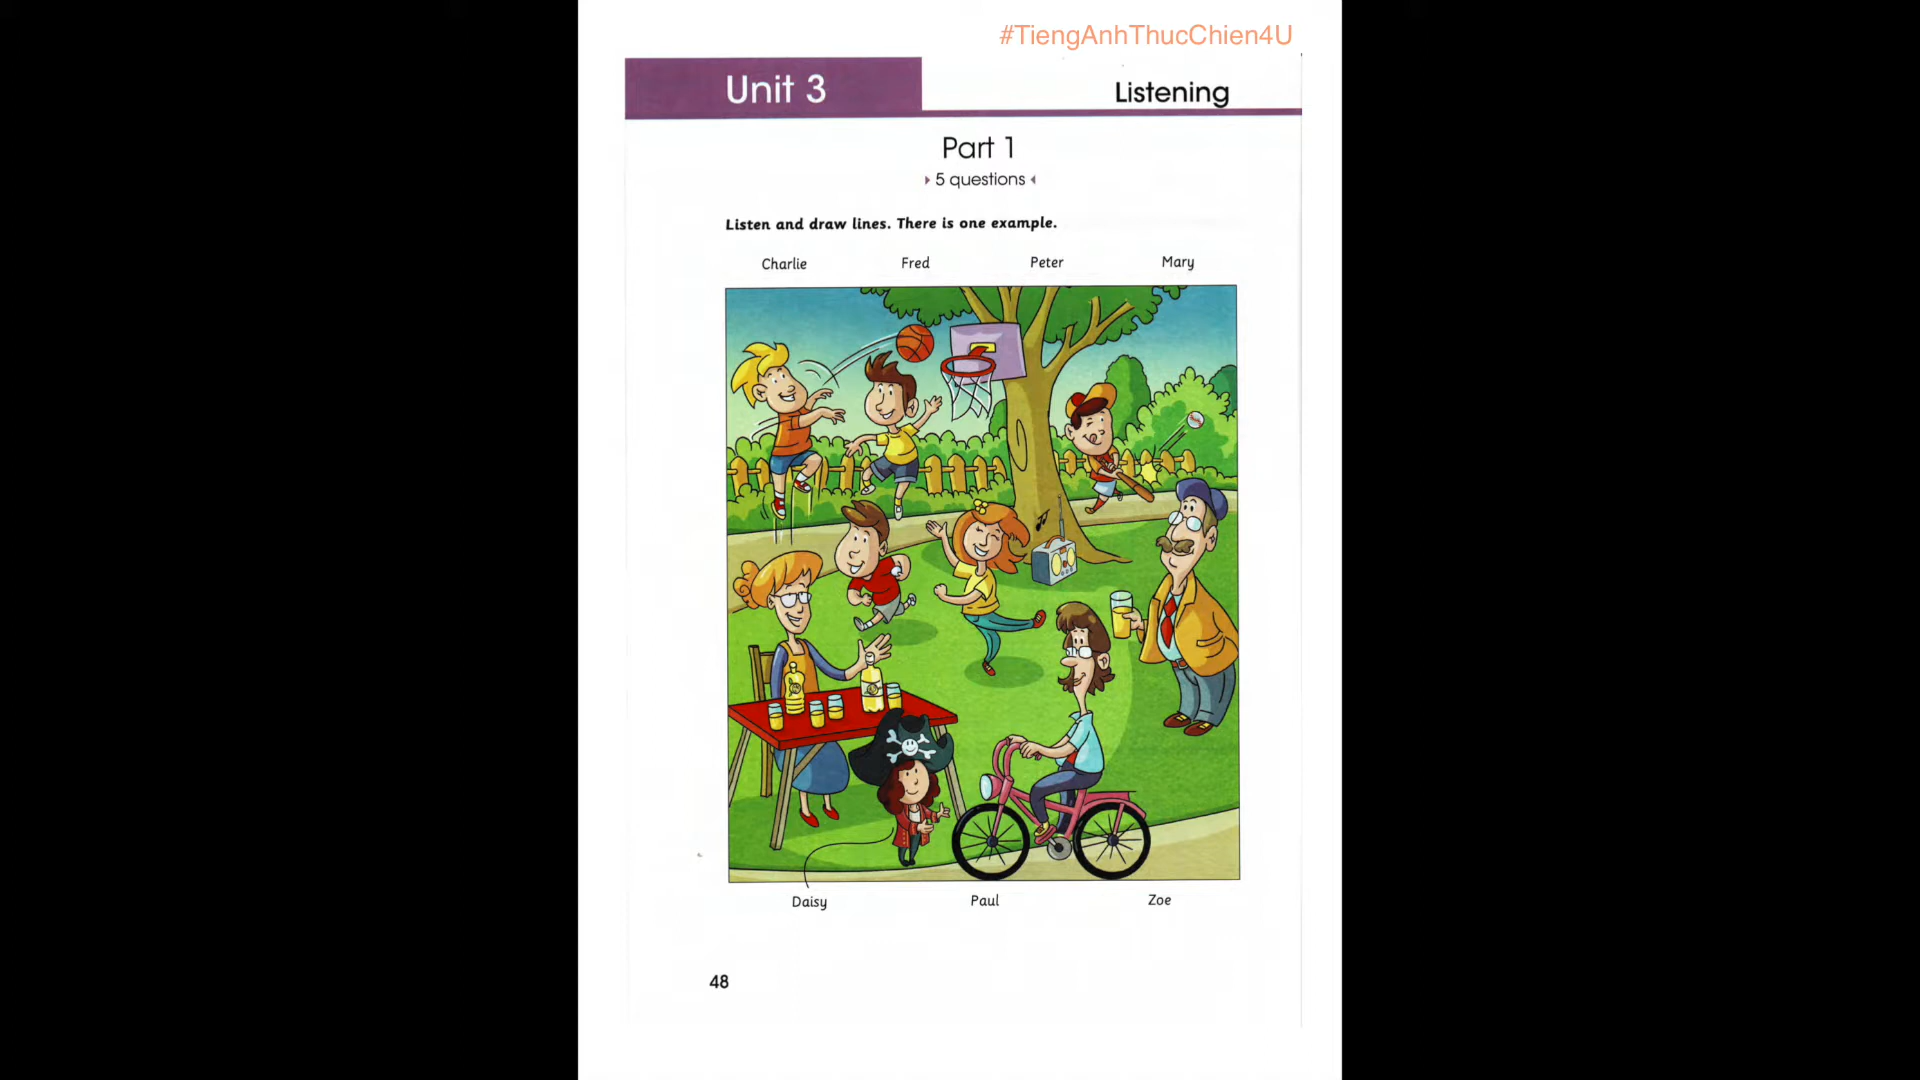 #TiengAnhThucChien4U
Unit 3
Listening
Part 1
5 questions
Listen and draw lines. There is one example.
Charlie Fred Peter Mary
Daisy Paul Zoe
48